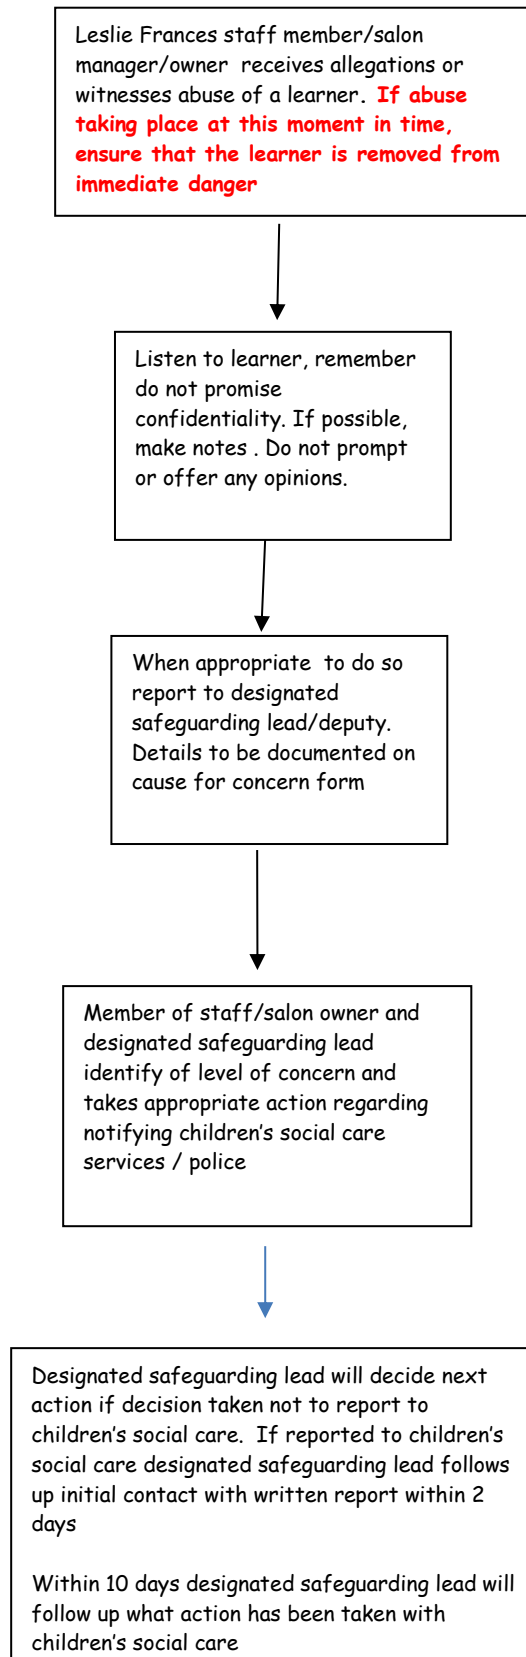 Leslie Frances staff member/salon
manager/owner  receives allegations or
witnesses abuse of a learner. If abuse
taking place at this moment in time,
ensure that the learner is removed from
immediate danger
Listen to learner, remember
do not promise
confidentiality. If possible,
make notes . Do not prompt
or offer any opinions.
When appropriate  to do so
report to designated
safeguarding lead/deputy.
Details to be documented on
cause for concern form
Member of staff/salon owner and
designated safeguarding lead
identify of level of concern and
takes appropriate action regarding
notifying children’s social care
services / police
Designated safeguarding lead will decide next
action if decision taken not to report to
children’s social care.  If reported to children’s
social care designated safeguarding lead follows
up initial contact with written report within 2
days
Within 10 days designated safeguarding lead will
follow up what action has been taken with
children’s social care